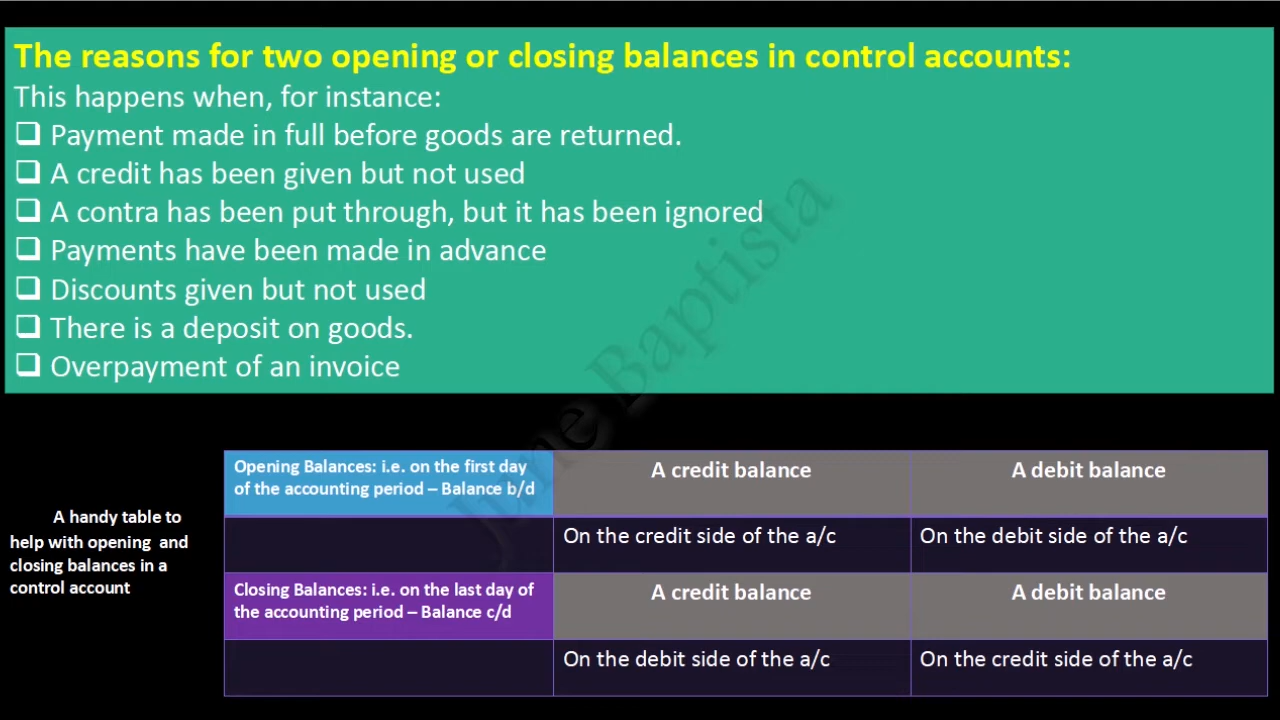 The reasons for two opening or closing balances in control accounts:
This happens when, for instance:
❑ Payment made in full before goods are returned.
❑ A credit has been given but not used
❑ A contra has been put through, but it has been ignored
❑ Payments have been made in advance
❑ Discounts given but not used
❑ There is a deposit on goods.
❑ Overpayment of an invoice
June Baptista
A handy table to
help with opening and
closing balances in a
control account
Opening Balances: i.e. on the first day
of the accounting period – Balance b/d
A credit balance
A debit balance
On the credit side of the a/c
On the debit side of the a/c
Closing Balances: i.e. on the last day of
the accounting period – Balance c/d
A credit balance
A debit balance
On the debit side of the a/c
On the credit side of the a/c